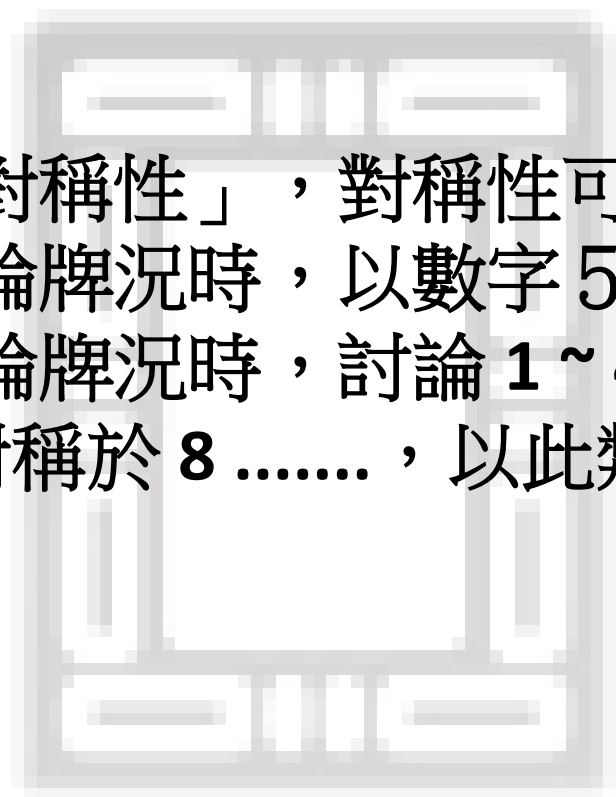 對稱性」，對稱性可
論牌況時，以數字 5
論牌況時，討論 1 ~
對稱於 8 .......，以此類